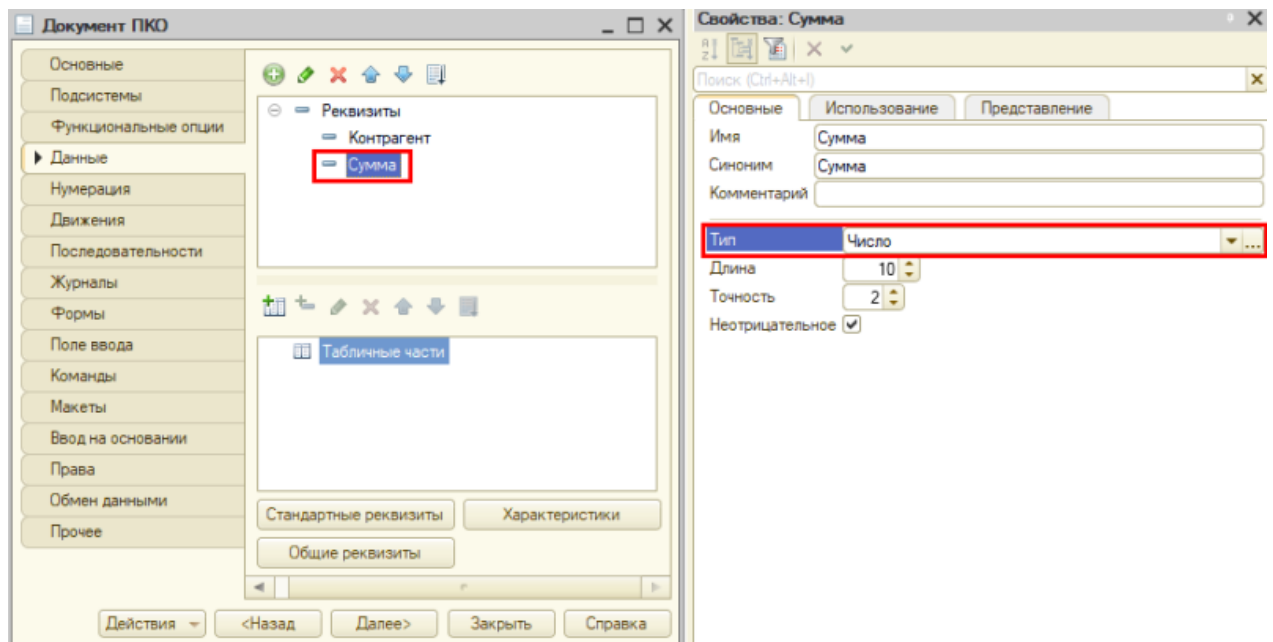 Документ ПКО
Основные
Подсистемы
Функциональные опции
Данные
Нумерация
Движения
Последовательности
Журналы
Формы
Поле ввода
Команды
Макеты
Ввод на основании
Права
Обмен данными
Прочее
Реквизиты
Контрагент
Сумма
Табличные части
Стандартные реквизиты
Характеристики
Общие реквизиты
Действия
<Назад
Далее>
Закрыть
Справка
Свойства: Сумма
Поиск (Ctrl+Alt+I)
Основные
Использование
Представление
Имя Сумма
Синоним Сумма
Комментарий
Тип Число ...
Длина 10
Точность 2
Неотрицательное